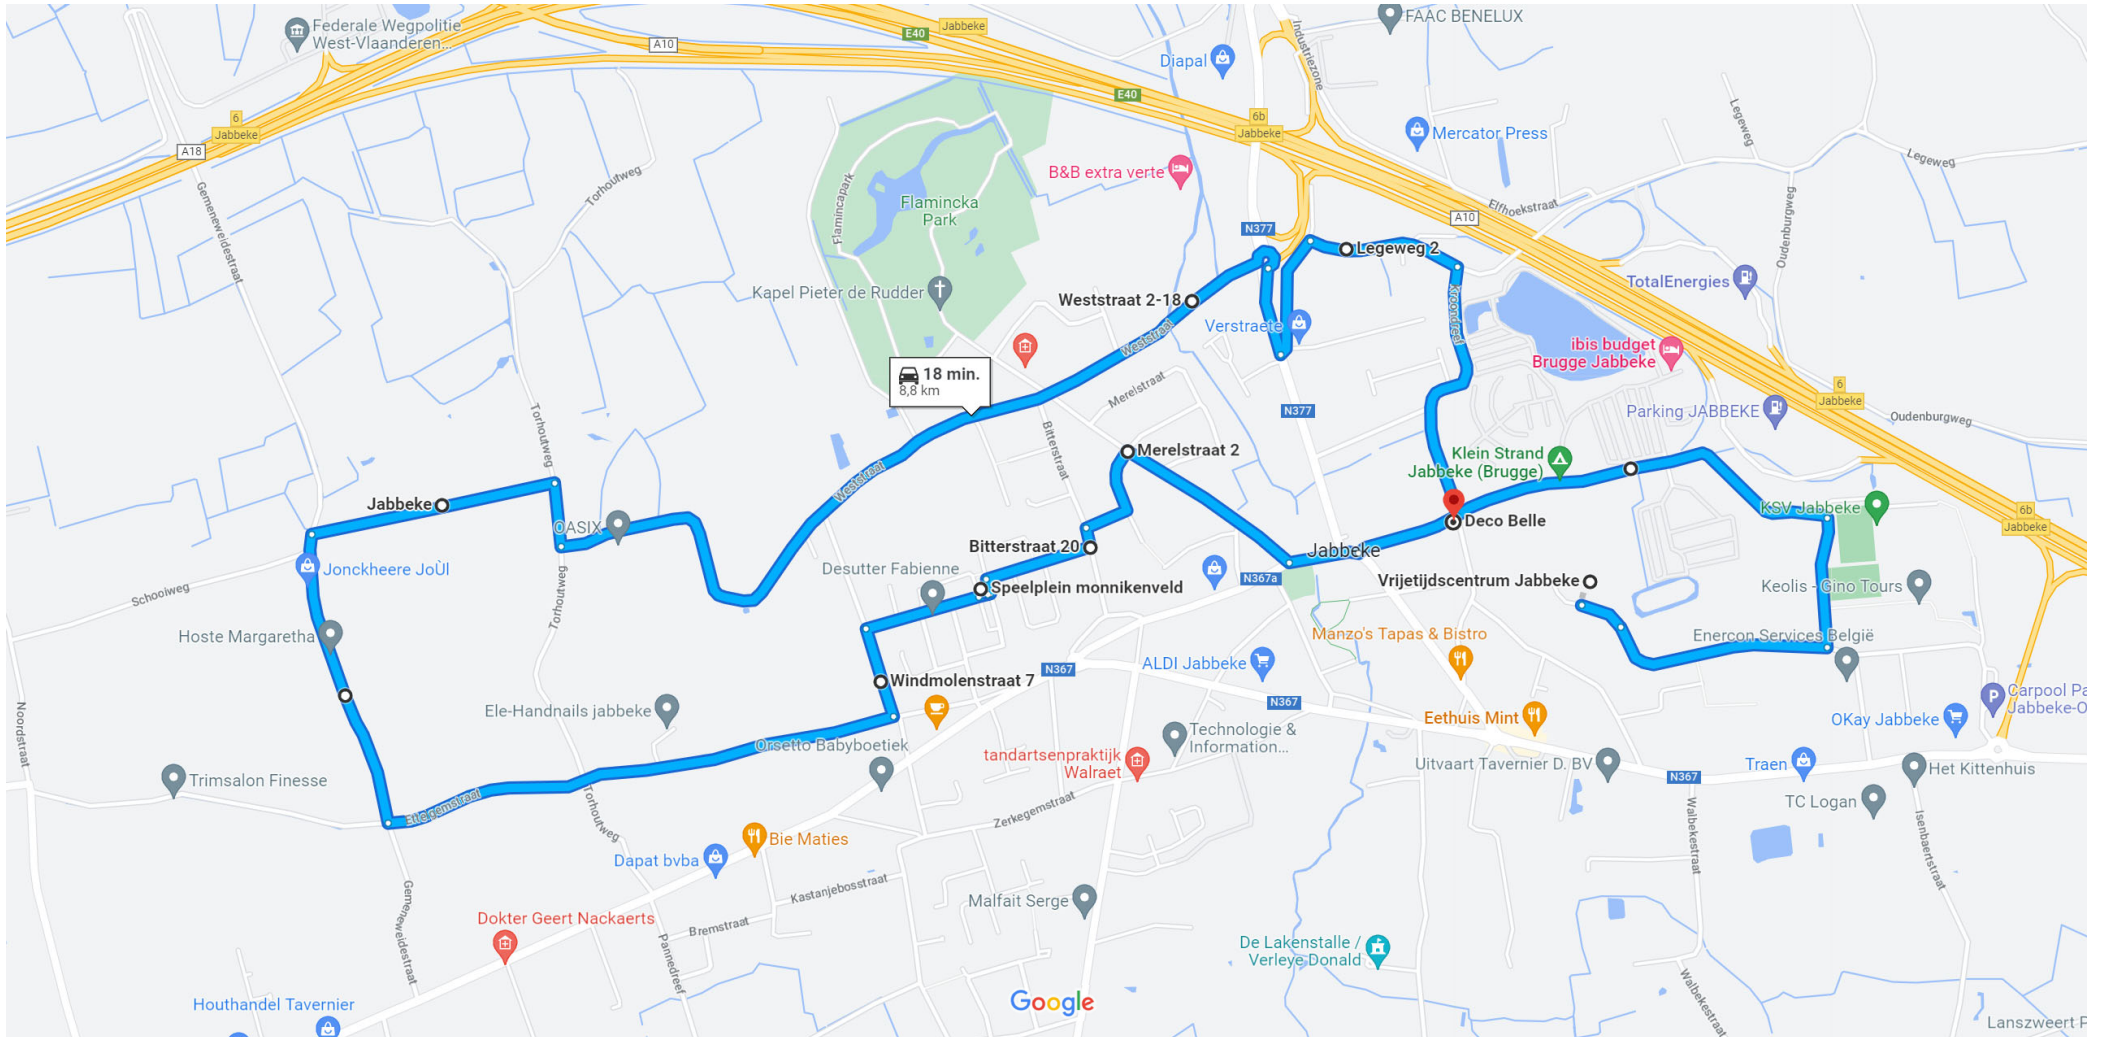 Federale Wegpolitie
West-Vlaanderen...
A10
E40
Jabbeke
Industriezone
FAAC BENELUX
Diapal
E40
6
Jabbeke
A18
6b
Jabbeke
Mercator Press
Legeweg
Legeweg
Gemeneweidestraat
Torhoutweg
Flamincapark
Flamincka
Park
B&B extra verte
N377
A10
Elfhoekstraat
Oudenburgweg
Legeweg 2
Kapel Pieter de Rudder
Weststraat 2-18
Verstraete
Kroondreef
TotalEnergies
Weststraat
ibis budget
Brugge Jabbeke
18 min.
8,8 km
Merelstraat
N377
Parking JABBEKE
6
Jabbeke
Oudenburgweg
Torhoutweg
Bitterstraat
Merelstraat 2
Klein Strand
Jabbeke (Brugge)
Weststraat
Jabbeke
OASIX
KSV Jabbeke
6b
Jabbeke
Deco Belle
Bitterstraat 20
Jabbeke
Jonckheere JoÙl
Desutter Fabienne
Speelplein monnikenveld
N367a
Vrijetijdscentrum Jabbeke
Keolis - Gino Tours
Schooiweg
Torhoutweg
Hoste Margaretha
Manzo's Tapas & Bistro
Enercon Services België
ALDI Jabbeke
N367
Windmolenstraat 7
N367
Noordstraat
Ele-Handnails jabbeke
Eethuis Mint
OKay Jabbeke
Carpool Pa
Jabbeke-O
Orsetto Babyboetiek
Technologie &
Information...
tandartsenpraktijk
Walraet
Uitvaart Tavernier D. BV
Traen
N367
Het Kittenhuis
Trimsalon Finesse
Ettegemstraat
Torhoutweg
Zerkegemstraat
TC Logan
Walbekestraat
Isenbaertstraat
Bie Maties
Dapat bvba
Kastanjebosstraat
Gemeneweidestraat
Malfait Serge
Dokter Geert Nackaerts
Bremstraat
Pannedreef
De Lakenstalle /
Verleye Donald
Walbekestraat
Houthandel Tavernier
Google
Lanszweert P